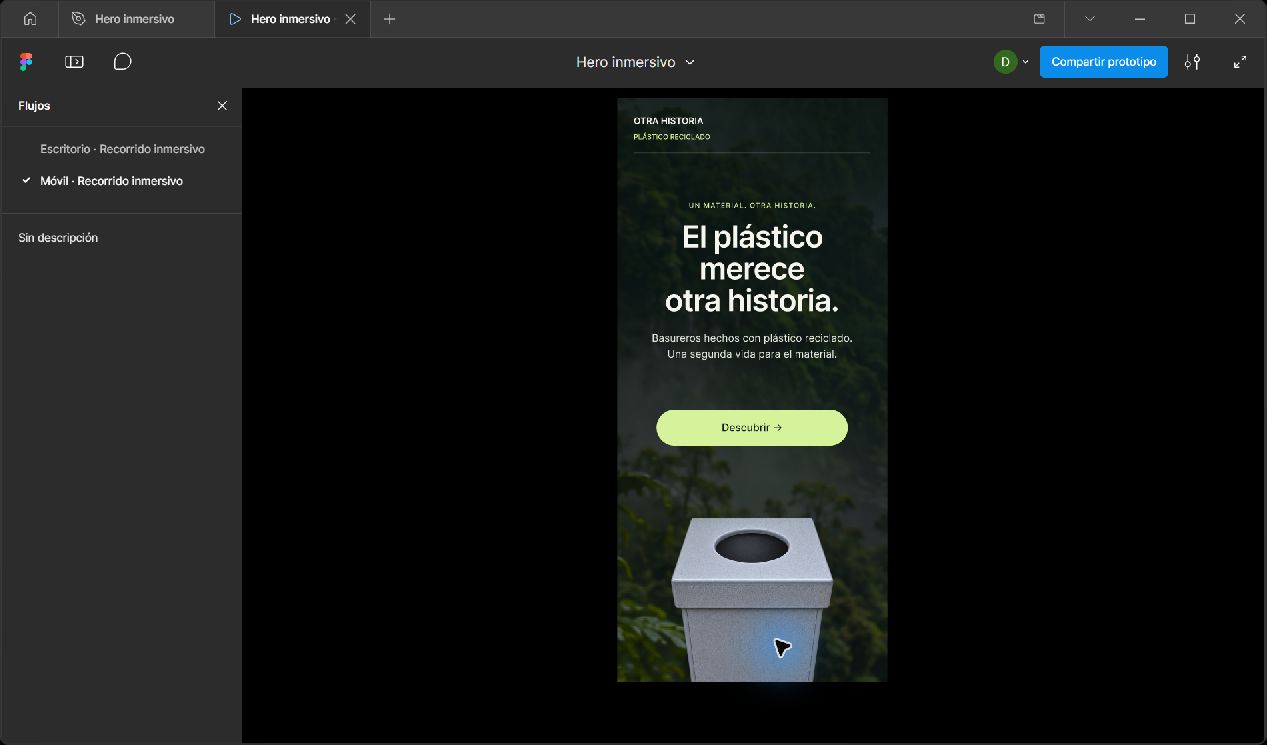 Hero inmersivo
Hero inmersivo
Hero inmersivo
D
Compartir prototipo
Flujos
Escritorio · Recorrido inmersivo
Móvil · Recorrido inmersivo
Sin descripción
OTRA HISTORIA
PLÁSTICO RECICLADO
UN MATERIAL. OTRA HISTORIA.
El plástico
merece
otra historia.
Basureros hechos con plástico reciclado.
Una segunda vida para el material.
Descubrir →